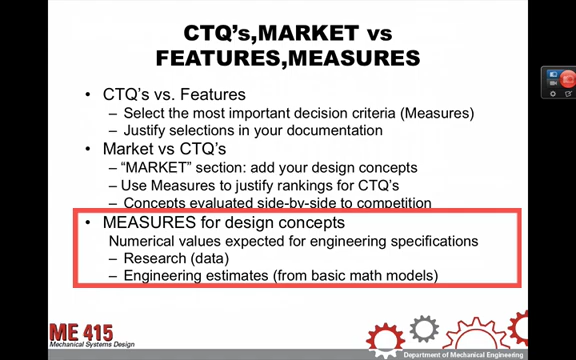 CTQ's,MARKET vs
FEATURES,MEASURES
• CTQ's vs. Features
– Select the most important decision criteria (Measures)
– Justify selections in your documentation
• Market vs CTQ's
– "MARKET" section: add your design concepts
– Use Measures to justify rankings for CTQ's
– Concepts evaluated side-by-side to competition
• MEASURES for design concepts
Numerical values expected for engineering specifications
– Research (data)
– Engineering estimates (from basic math models)
ME 415
Mechanical Systems Design
Department of Mechanical Engineering